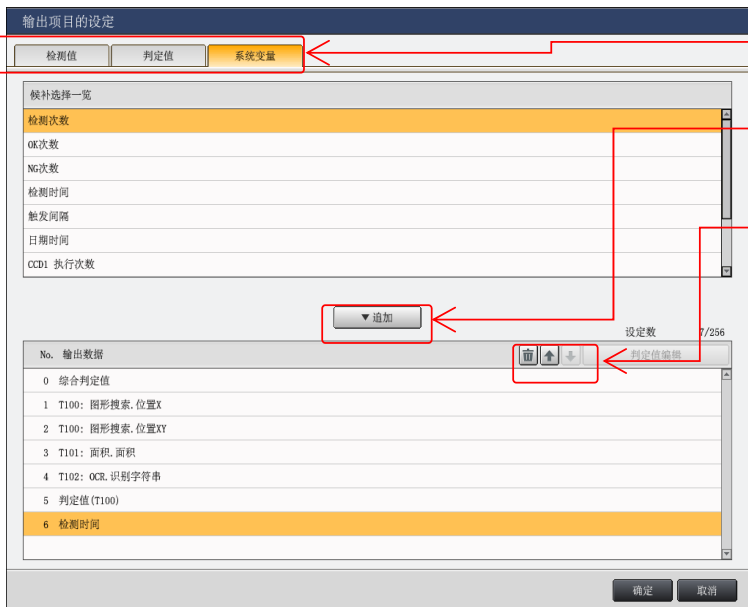 输出项目的设定
检测值 判定值 系统变量
候补选择一览
检测次数
OK次数
NG次数
检测时间
触发间隔
日期时间
CCD1 执行次数
▼追加
设定数 7/256
No. 输出数据 判定值编辑
0 综合判定值
1 T100: 图形搜索.位置X
2 T100: 图形搜索.位置XY
3 T101: 面积.面积
4 T102: OCR.识别字符串
5 判定值(T100)
6 检测时间
确定 取消